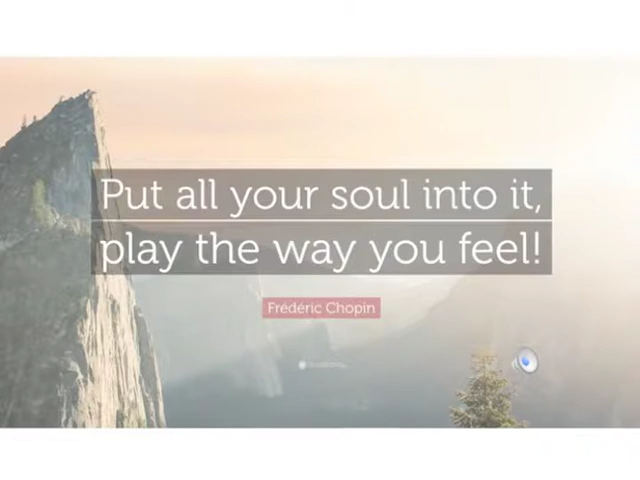 Put all your soul into it,
play the way you feel!
Frédéric Chopin